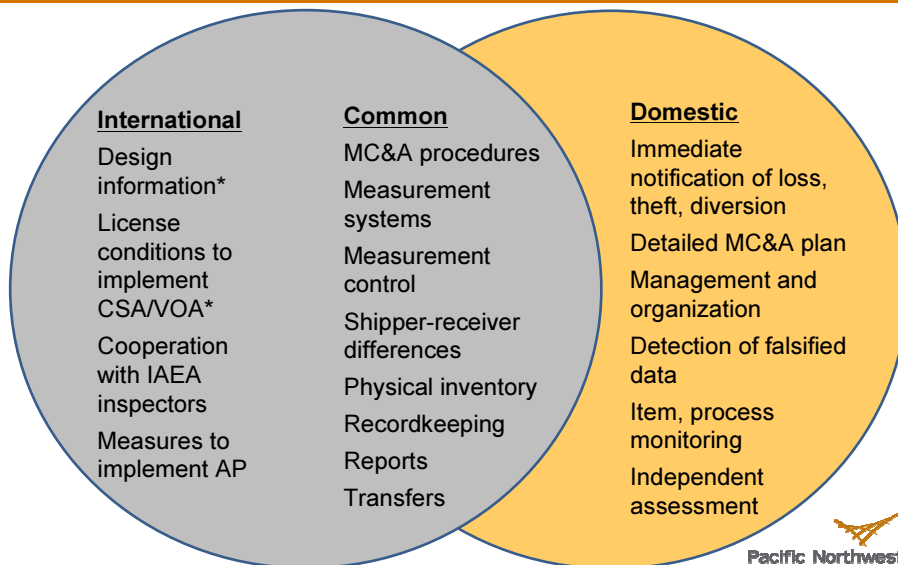 International
Design
information*
License
conditions to
implement
CSA/VOA*
Cooperation
with IAEA
inspectors
Measures to
implement AP
Common
MC&A procedures
Measurement
systems
Measurement
control
Shipper-receiver
differences
Physical inventory
Recordkeeping
Reports
Transfers
Domestic
Immediate
notification of loss,
theft, diversion
Detailed MC&A plan
Management and
organization
Detection of falsified
data
Item, process
monitoring
Independent
assessment
Pacific Northwest